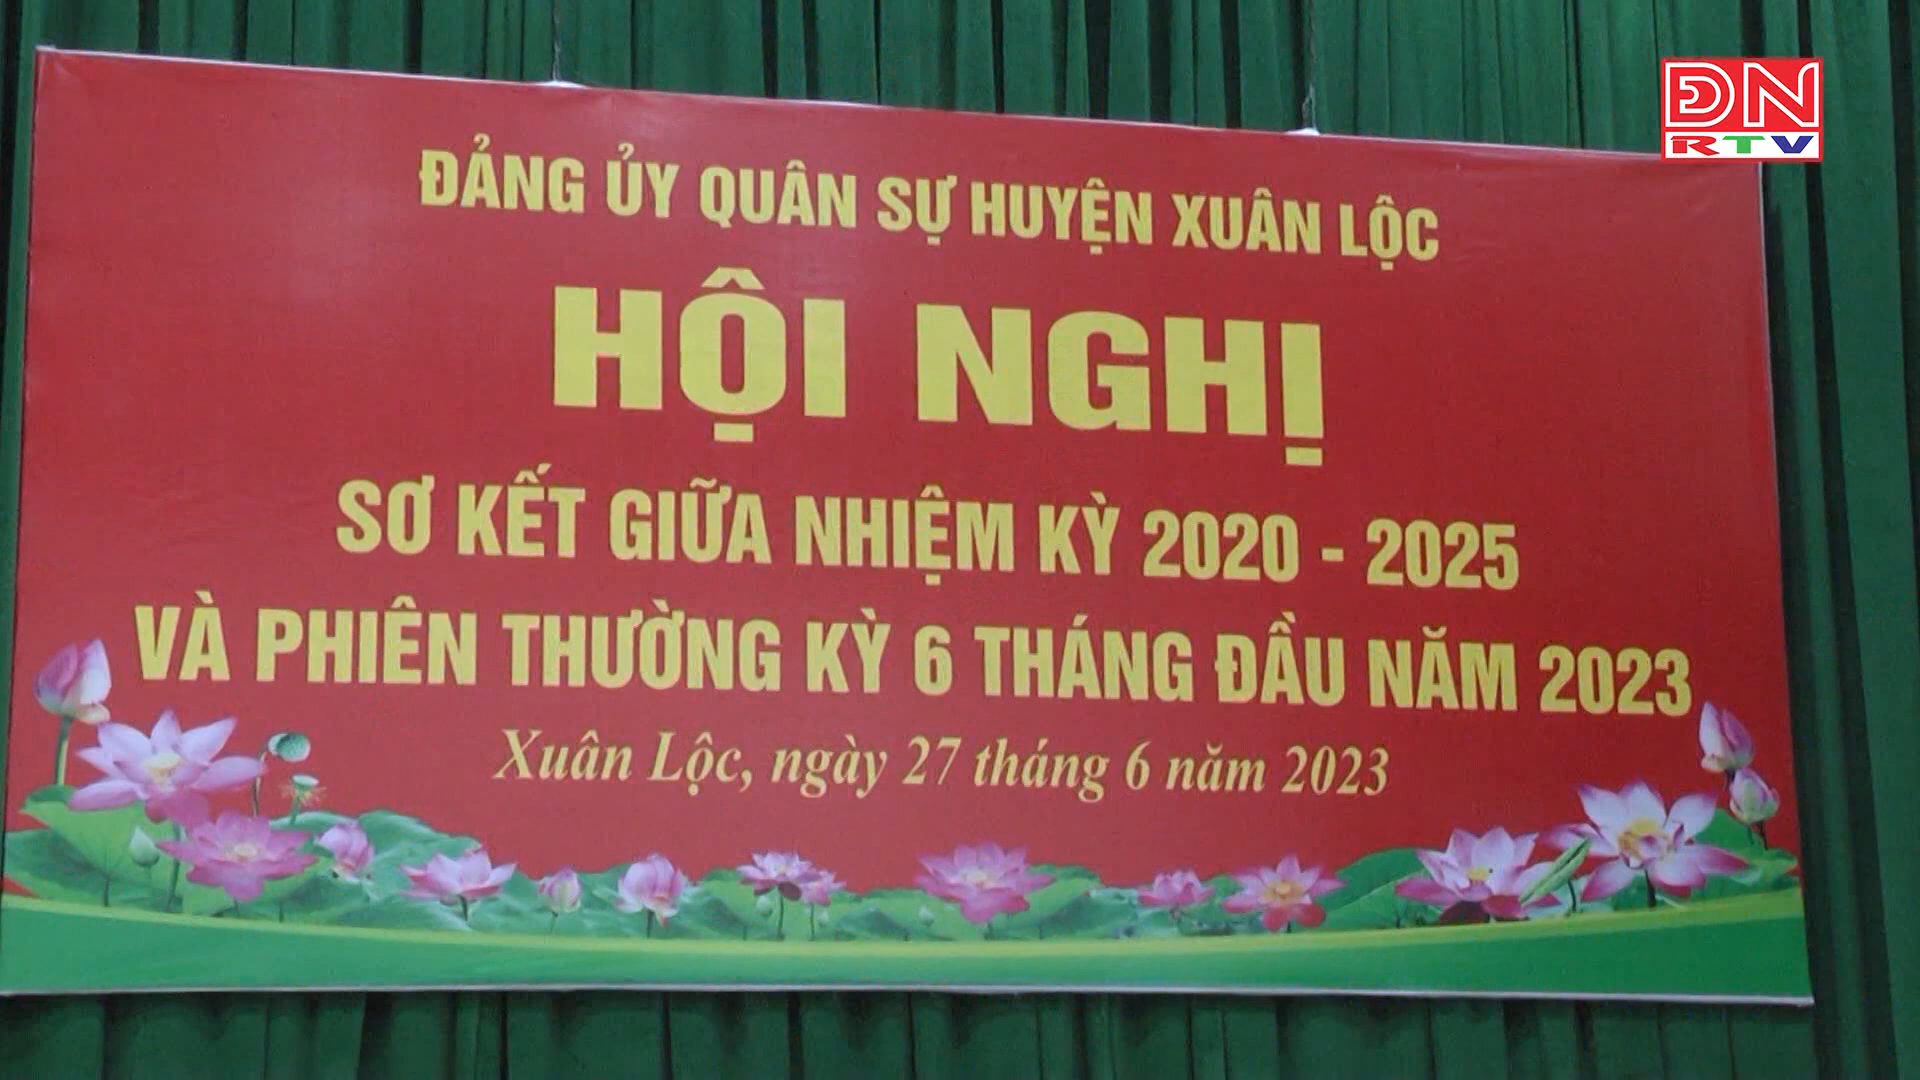 ĐN
RTV
ĐẢNG ỦY QUÂN SỰ HUYỆN XUÂN LỘC
HỘI NGHỊ
SƠ KẾT GIỮA NHIỆM KỲ 2020 - 2025
VÀ PHIÊN THƯỜNG KỲ 6 THÁNG ĐẦU NĂM 2023
Xuân Lộc, ngày 27 tháng 6 năm 2023